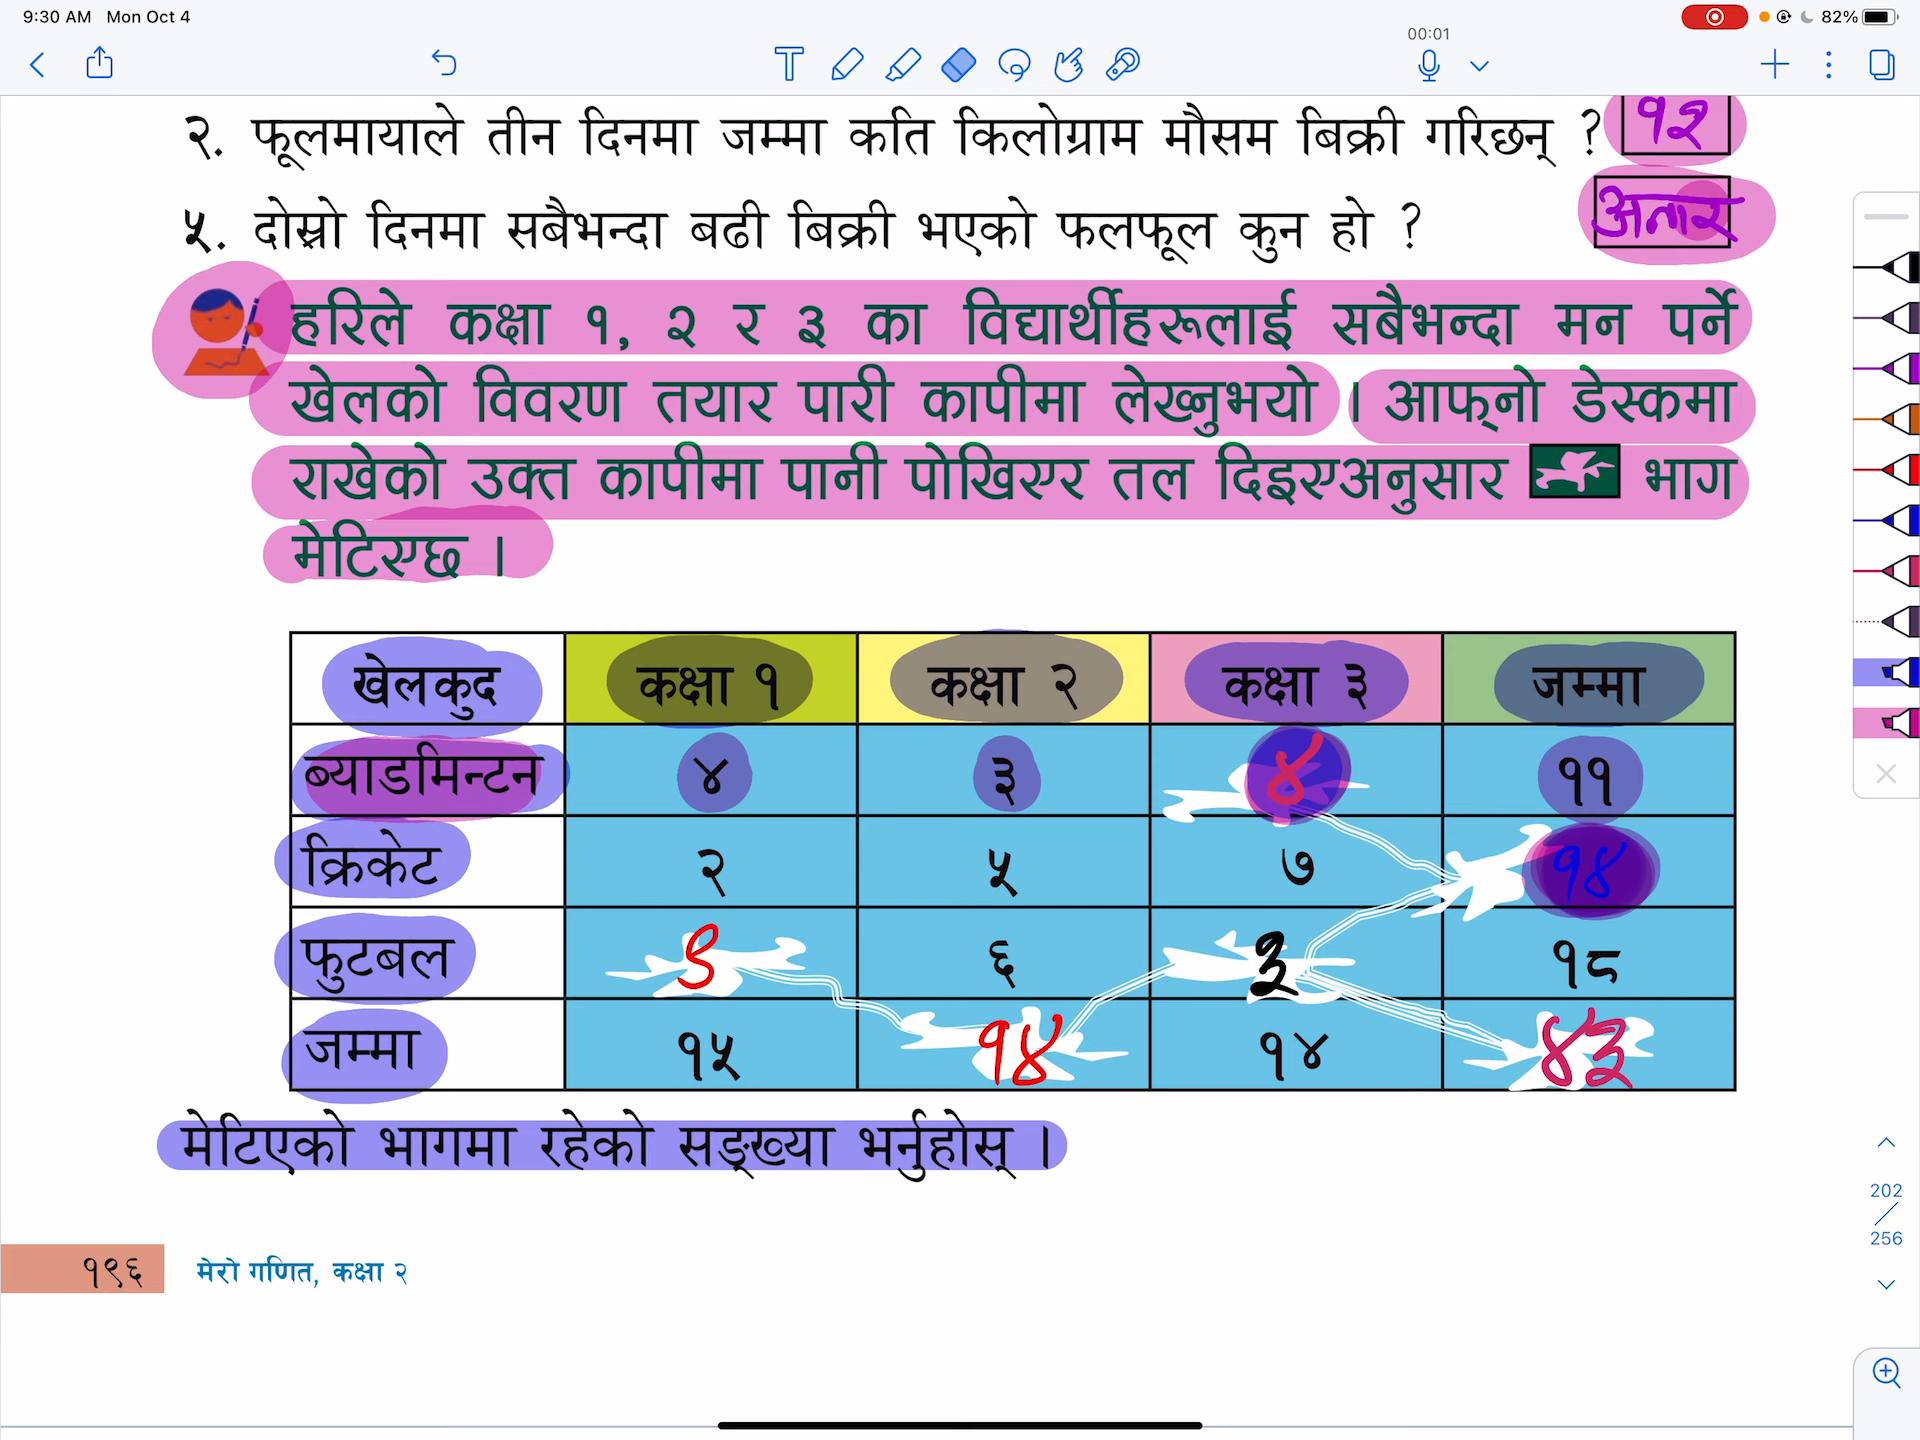 9:30 AM Mon Oct 4
82%
00:01
२. फूलमायाले तीन दिनमा जम्मा कति किलोग्राम मौसम बिक्री गरिछन् ? १२
५. दोस्रो दिनमा सबैभन्दा बढी बिक्री भएको फलफूल कुन हो ? अनार
हरिले कक्षा १, २ र ३ का विद्यार्थीहरूलाई सबैभन्दा मन पर्ने
खेलको विवरण तयार पारी कापीमा लेख्नुभयो । आफ्नो डेस्कमा
राखेको उक्त कापीमा पानी पोखिएर तल दिइएअनुसार भाग
मेटिएछ ।
खेलकुद कक्षा १ कक्षा २ कक्षा ३ जम्मा
ब्याडमिन्टन ४ ३ ४ ११
क्रिकेट २ ५ ७ १४
फुटबल ९ ६ ३ १८
जम्मा १५ १४ १४ ४३
मेटिएको भागमा रहेको सङ्ख्या भर्नुहोस् ।
202
256
१९६ मेरो गणित, कक्षा २